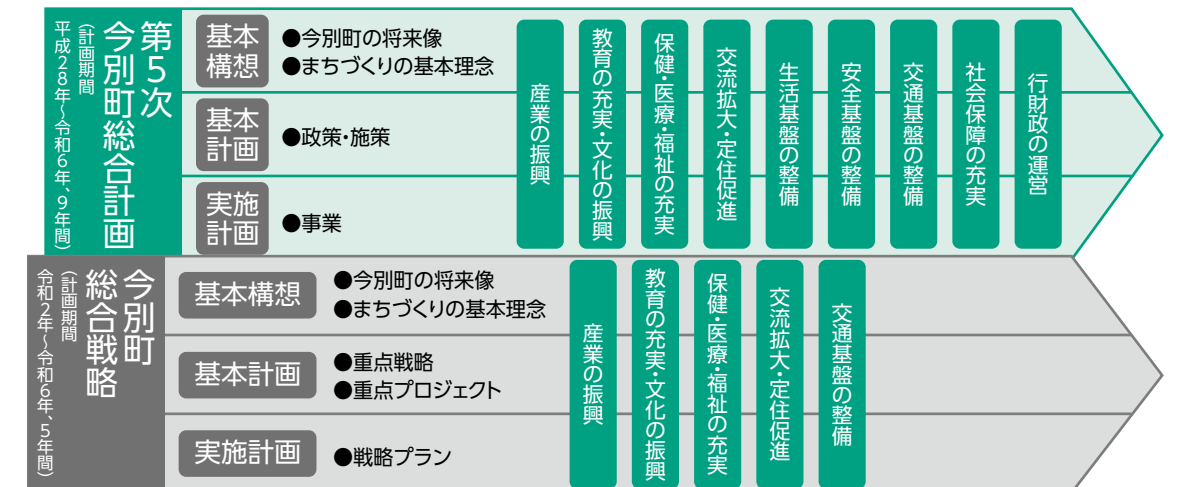 第5次
今別町総合計画
(計画期間
平成28年~令和6年、9年間)
基本
構想
●今別町の将来像
●まちづくりの基本理念
基本
計画
●政策・施策
実施
計画
●事業
産業の振興
教育の充実・文化の振興
保健・医療・福祉の充実
交流拡大・定住促進
生活基盤の整備
安全基盤の整備
交通基盤の整備
社会保障の充実
行財政の運営
今別町
総合戦略
(計画期間
令和2年~令和6年、5年間)
基本構想
●今別町の将来像
●まちづくりの基本理念
基本計画
●重点戦略
●重点プロジェクト
実施計画
●戦略プラン
産業の振興
教育の充実・文化の振興
保健・医療・福祉の充実
交流拡大・定住促進
交通基盤の整備